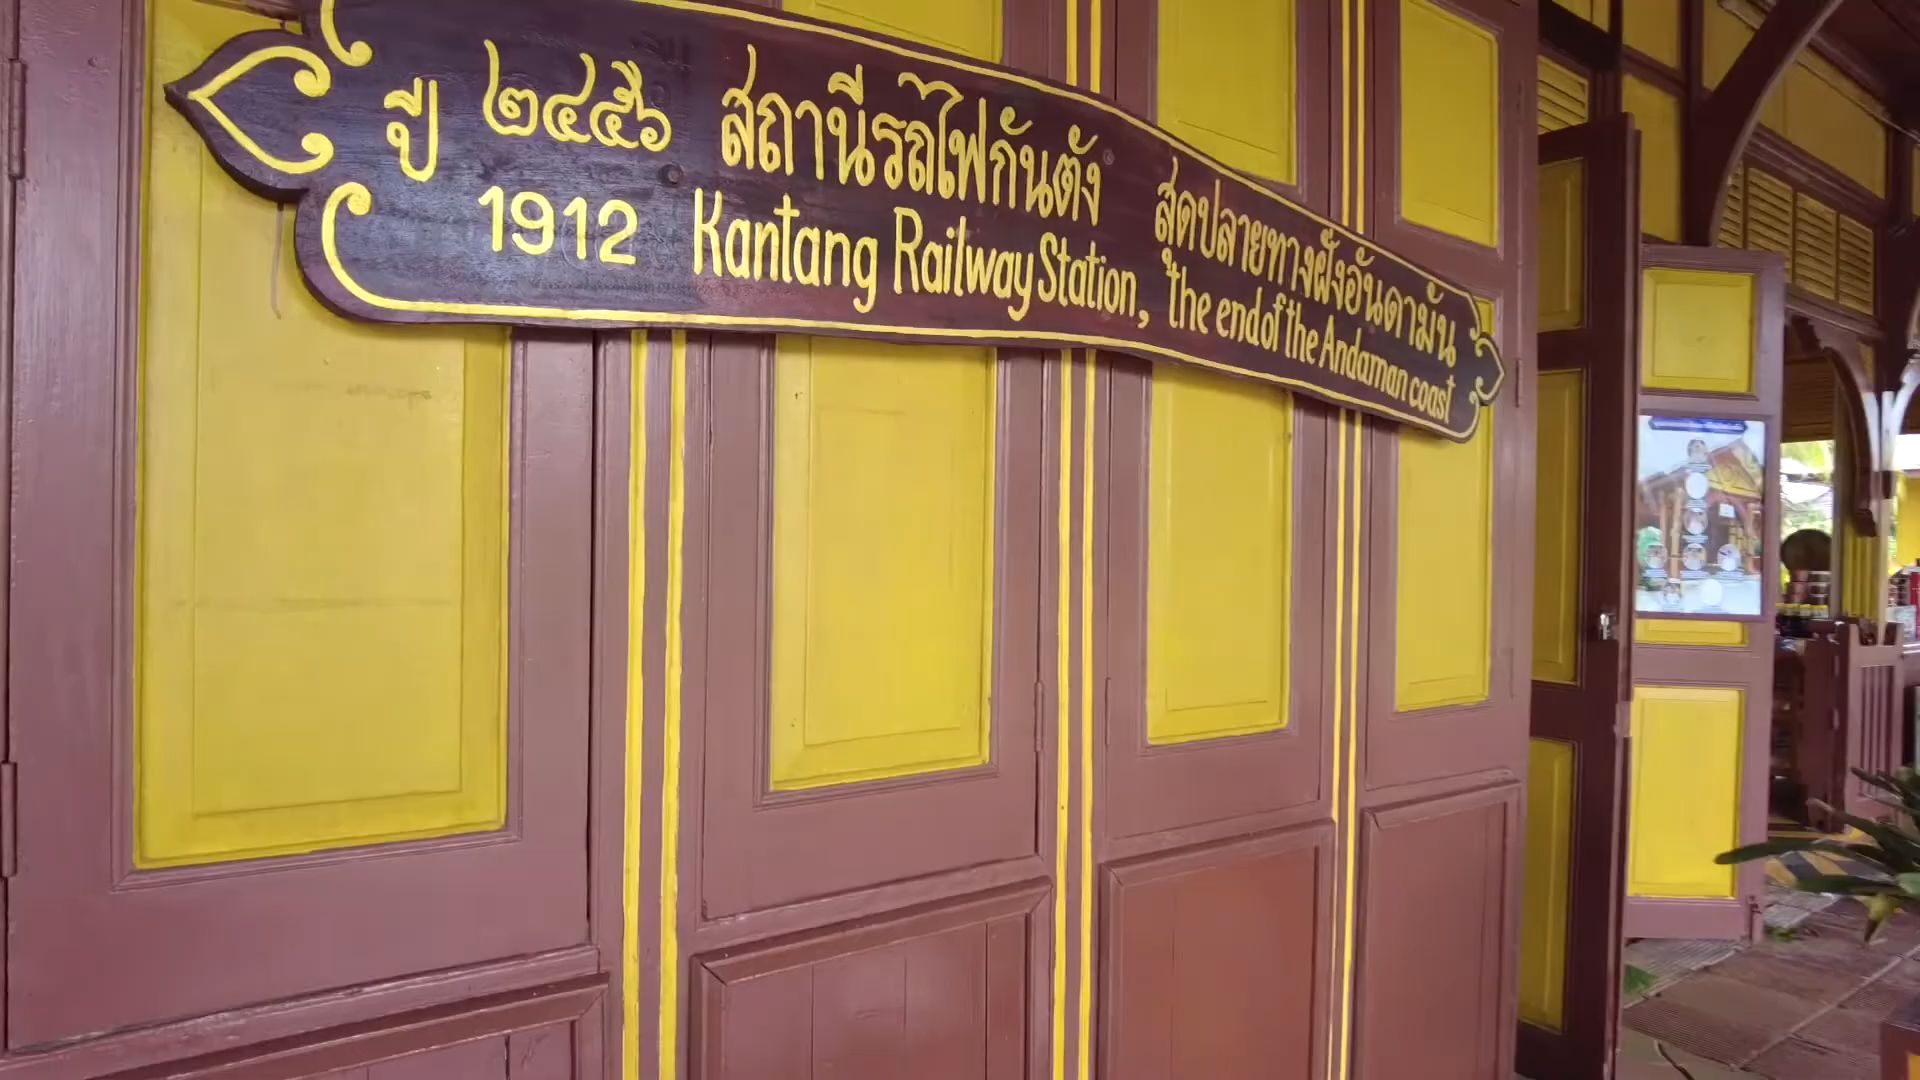 ปี ๒๔๕๖ สถานีรถไฟกันตัง สุดปลายทางฝั่งอันดามัน
1912 Kantang Railway Station, the end of the Andaman coast